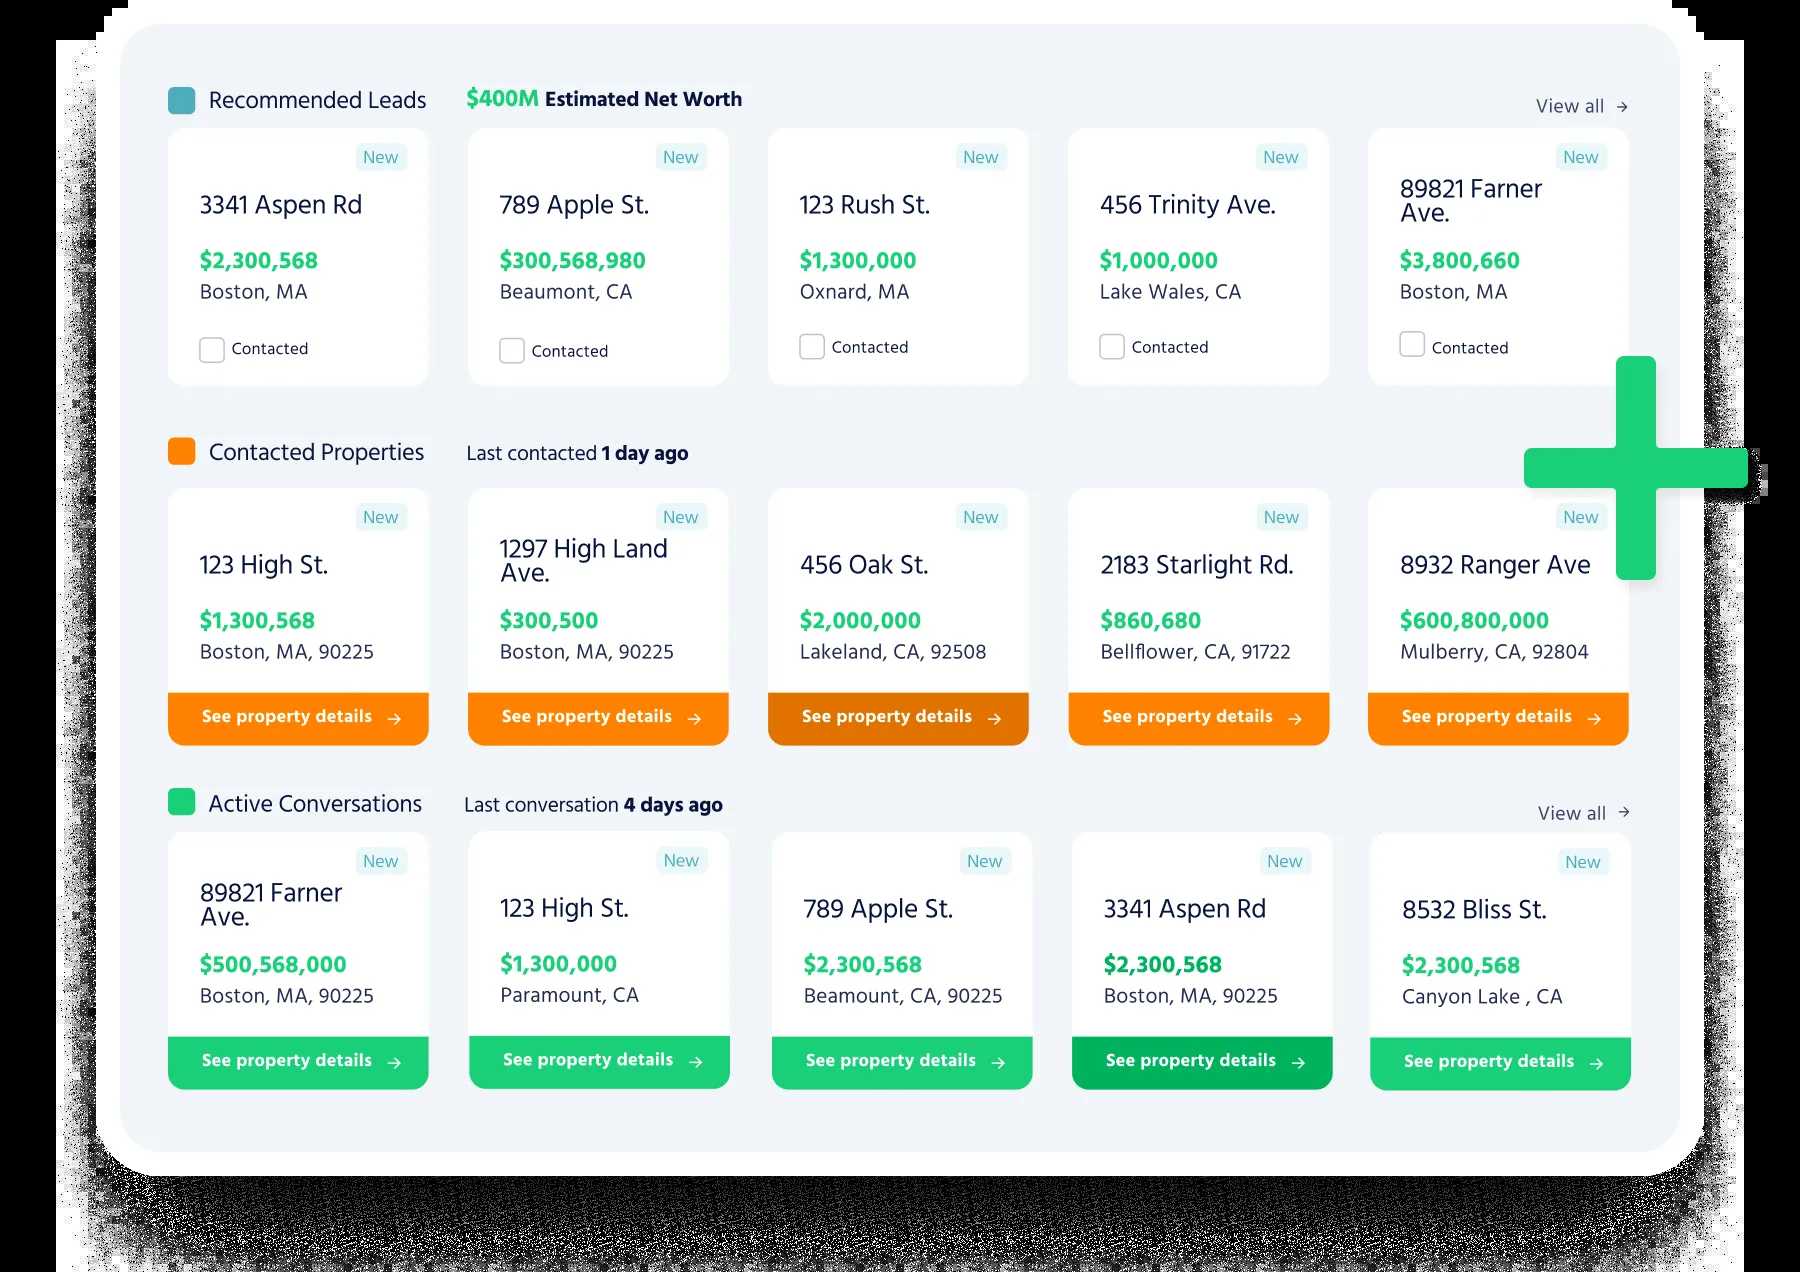 Recommended Leads
$400M Estimated Net Worth
View all →
New
3341 Aspen Rd
$2,300,568
Boston, MA
Contacted
New
789 Apple St.
$300,568,980
Beaumont, CA
Contacted
New
123 Rush St.
$1,300,000
Oxnard, MA
Contacted
New
456 Trinity Ave.
$1,000,000
Lake Wales, CA
Contacted
New
89821 Farner
Ave.
$3,800,660
Boston, MA
Contacted
Contacted Properties
Last contacted 1 day ago
New
123 High St.
$1,300,568
Boston, MA, 90225
See property details →
New
1297 High Land
Ave.
$300,500
Boston, MA, 90225
See property details →
New
456 Oak St.
$2,000,000
Lakeland, CA, 92508
See property details →
New
2183 Starlight Rd.
$860,680
Bellflower, CA, 91722
See property details →
New
8932 Ranger Ave
$600,800,000
Mulberry, CA, 92804
See property details →
Active Conversations
Last conversation 4 days ago
View all →
New
89821 Farner
Ave.
$500,568,000
Boston, MA, 90225
See property details →
New
123 High St.
$1,300,000
Paramount, CA
See property details →
New
789 Apple St.
$2,300,568
Beamount, CA, 90225
See property details →
New
3341 Aspen Rd
$2,300,568
Boston, MA, 90225
See property details →
New
8532 Bliss St.
$2,300,568
Canyon Lake , CA
See property details →